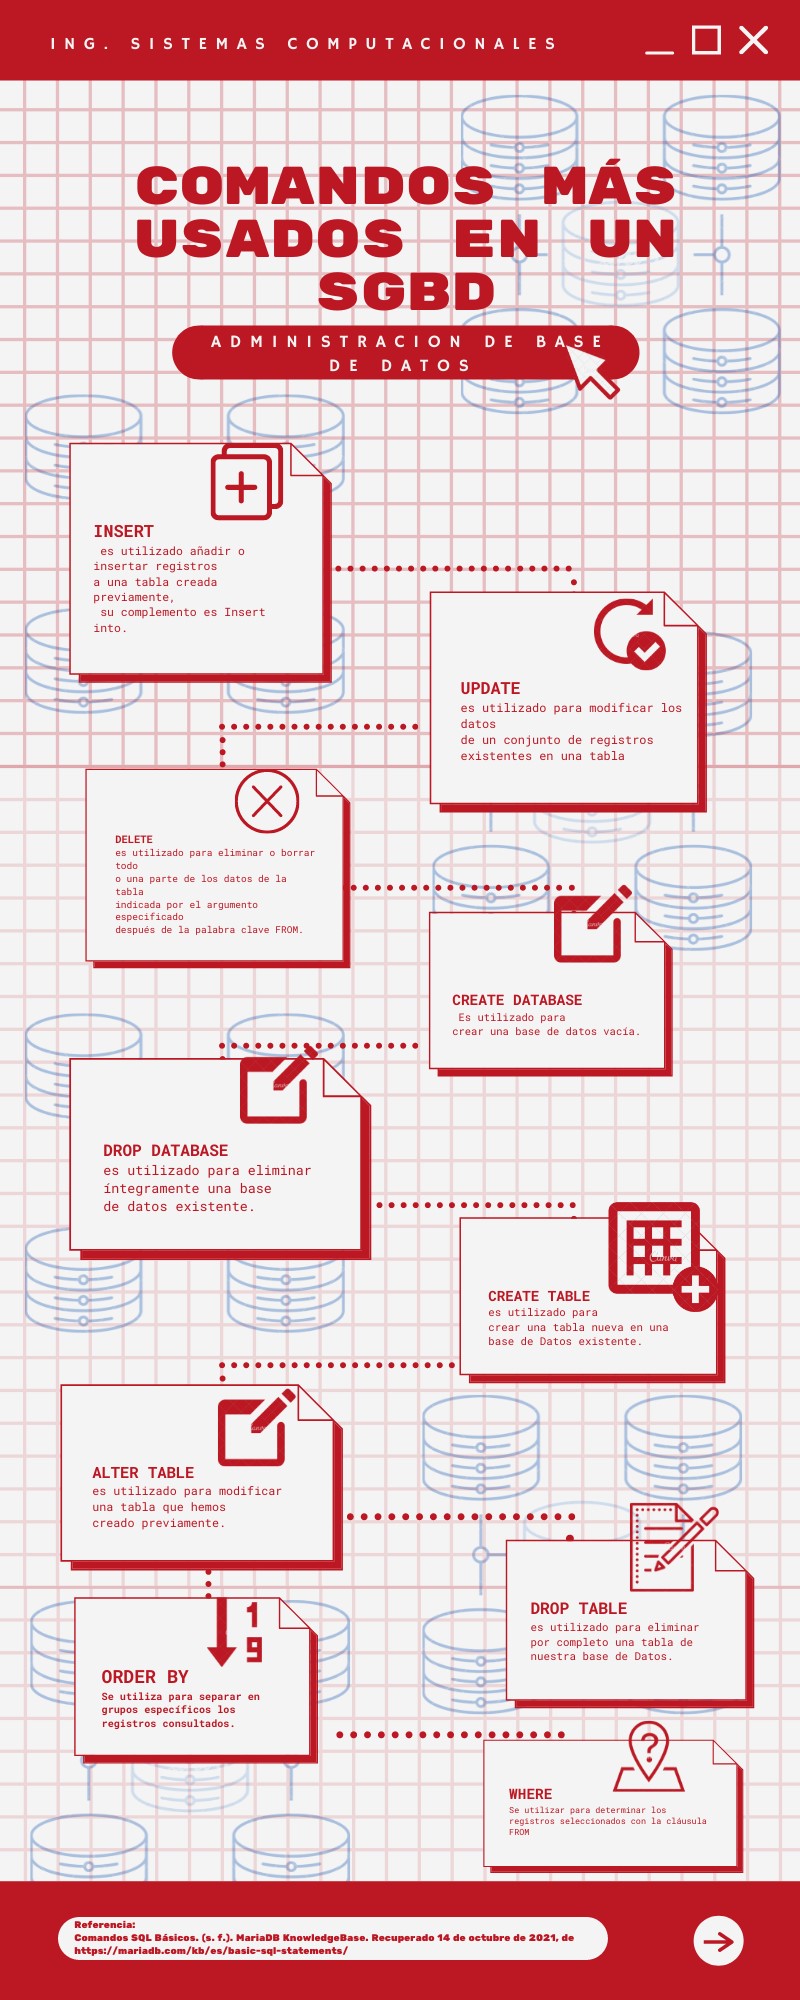 ING. SISTEMAS COMPUTACIONALES
COMANDOS MÁS
USADOS EN UN
SGBD
ADMINISTRACION DE BASE
DE DATOS
INSERT
es utilizado añadir o
insertar registros
a una tabla creada
previamente,
su complemento es Insert
into.
UPDATE
es utilizado para modificar los
datos
de un conjunto de registros
existentes en una tabla
DELETE
es utilizado para eliminar o borrar
todo
o una parte de los datos de la
tabla
indicada por el argumento
especificado
después de la palabra clave FROM.
CREATE DATABASE
Es utilizado para
crear una base de datos vacía.
DROP DATABASE
es utilizado para eliminar
íntegramente una base
de datos existente.
Canva
CREATE TABLE
es utilizado para
crear una tabla nueva en una
base de Datos existente.
ALTER TABLE
es utilizado para modificar
una tabla que hemos
creado previamente.
DROP TABLE
es utilizado para eliminar
por completo una tabla de
nuestra base de Datos.
1
9
ORDER BY
Se utiliza para separar en
grupos específicos los
registros consultados.
WHERE
Se utilizar para determinar los
registros seleccionados con la cláusula
FROM
Referencia:
Comandos SQL Básicos. (s. f.). MariaDB KnowledgeBase. Recuperado 14 de octubre de 2021, de
https://mariadb.com/kb/es/basic-sql-statements/